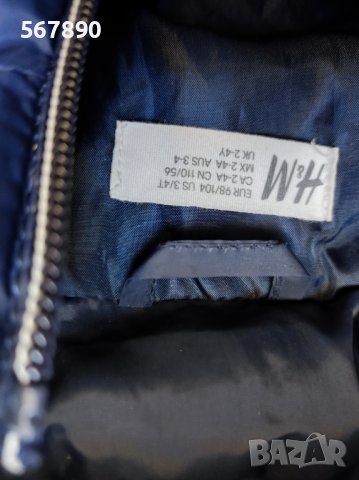 567890
H&M
EUR 98/104 US 3/4T
CA 2-4A CN 110/56
MX 2-4A AUS 3-4
UK 2-4Y
BAZAR